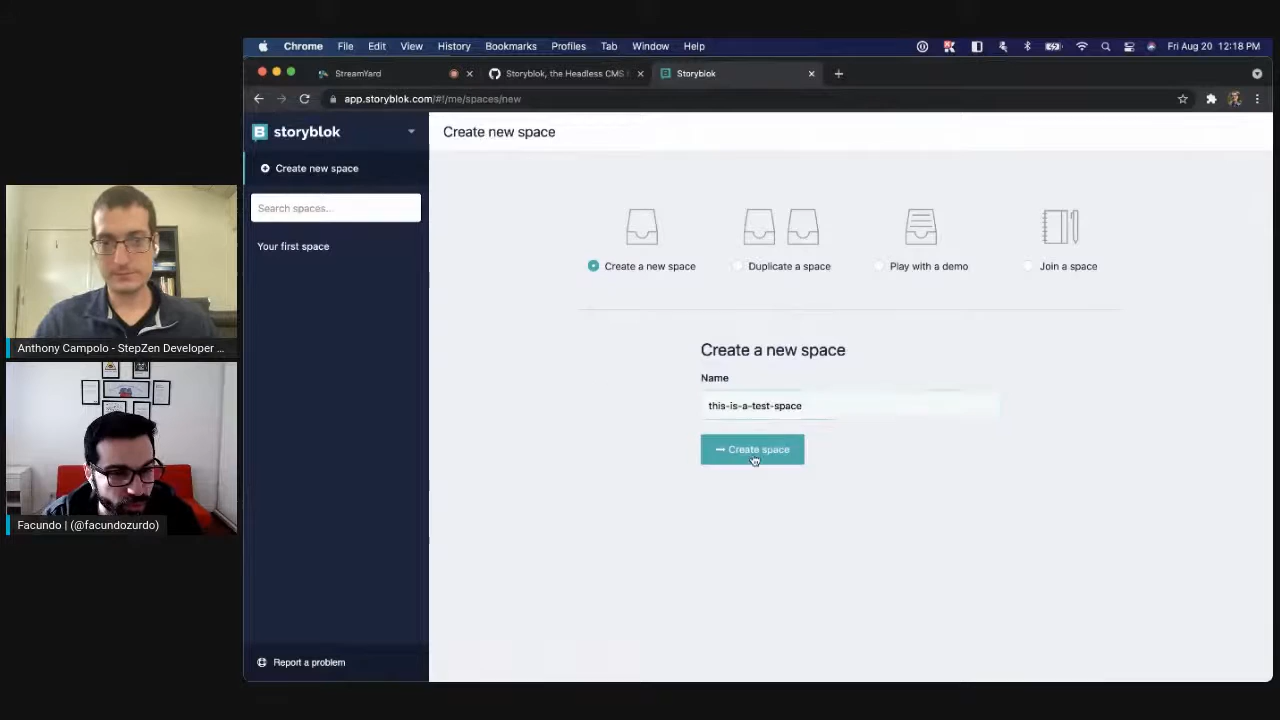 Chrome File Edit View History Bookmarks Profiles Tab Window Help Fri Aug 20 12:18 PM
StreamYard Storyblok, the Headless CMS Storyblok
app.storyblok.com/#!/me/spaces/new
storyblok
Create new space
Create new space
Search spaces...
Your first space
Create a new space
Duplicate a space
Play with a demo
Join a space
Create a new space
Name
this-is-a-test-space
Create space
Report a problem
Anthony Campolo - StepZen Developer ...
Facundo | (@facundozurdo)